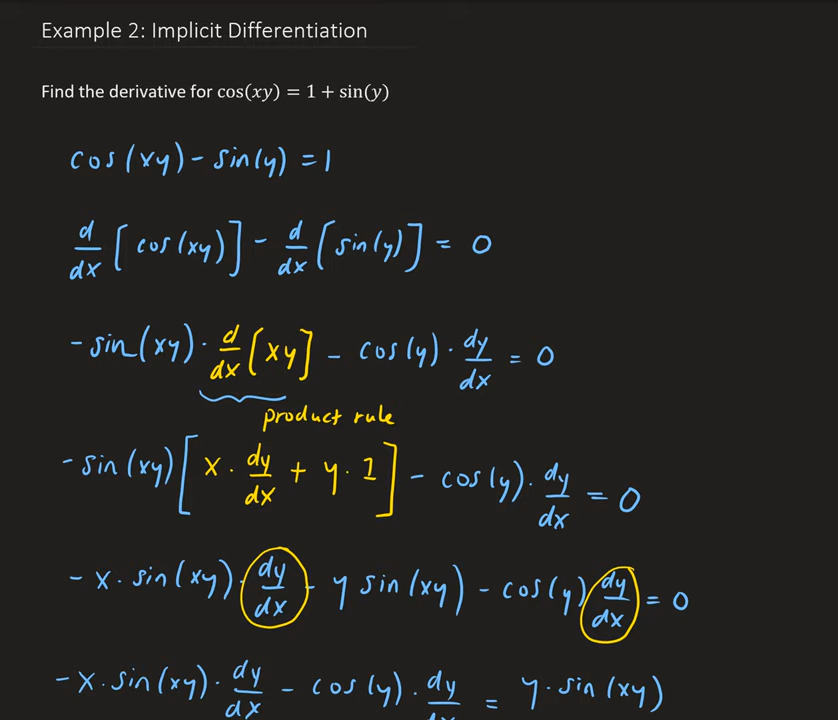 Example 2: Implicit Differentiation
Find the derivative for cos(xy) = 1 + sin(y)
cos(xy) - sin(y) = 1
d/dx [cos(xy)] - d/dx [sin(y)] = 0
-sin(xy) · d/dx [xy] - cos(y) · dy/dx = 0
product rule
-sin(xy) [x · dy/dx + y · 1] - cos(y) · dy/dx = 0
-x · sin(xy) · dy/dx - y sin(xy) - cos(y) dy/dx = 0
-x · sin(xy) · dy/dx - cos(y) · dy/dx = y · sin(xy)